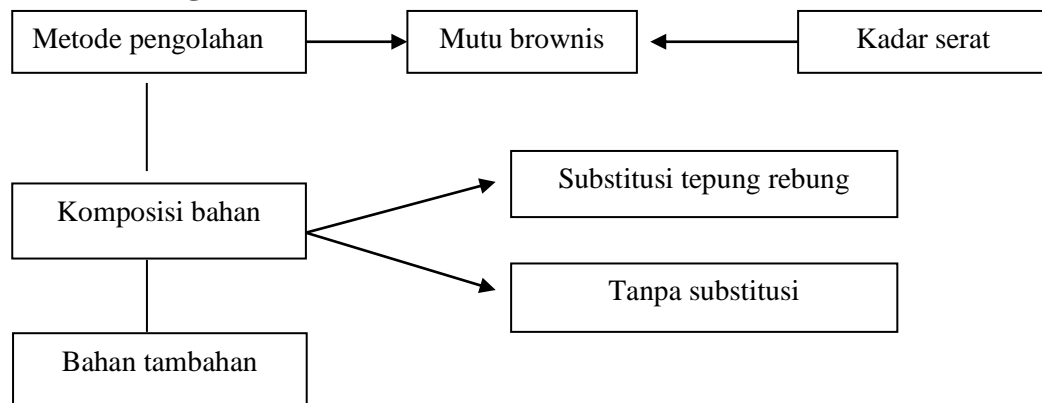 Metode pengolahan
Mutu brownis
Kadar serat
Substitusi tepung rebung
Komposisi bahan
Tanpa substitusi
Bahan tambahan